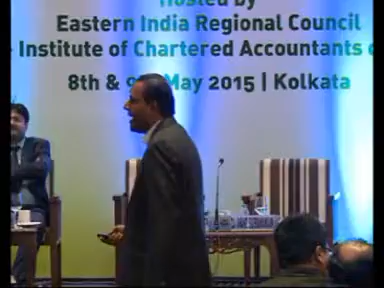 Hosted by
Eastern India Regional Council
Institute of Chartered Accountants
8th & May 2015 | Kolkata